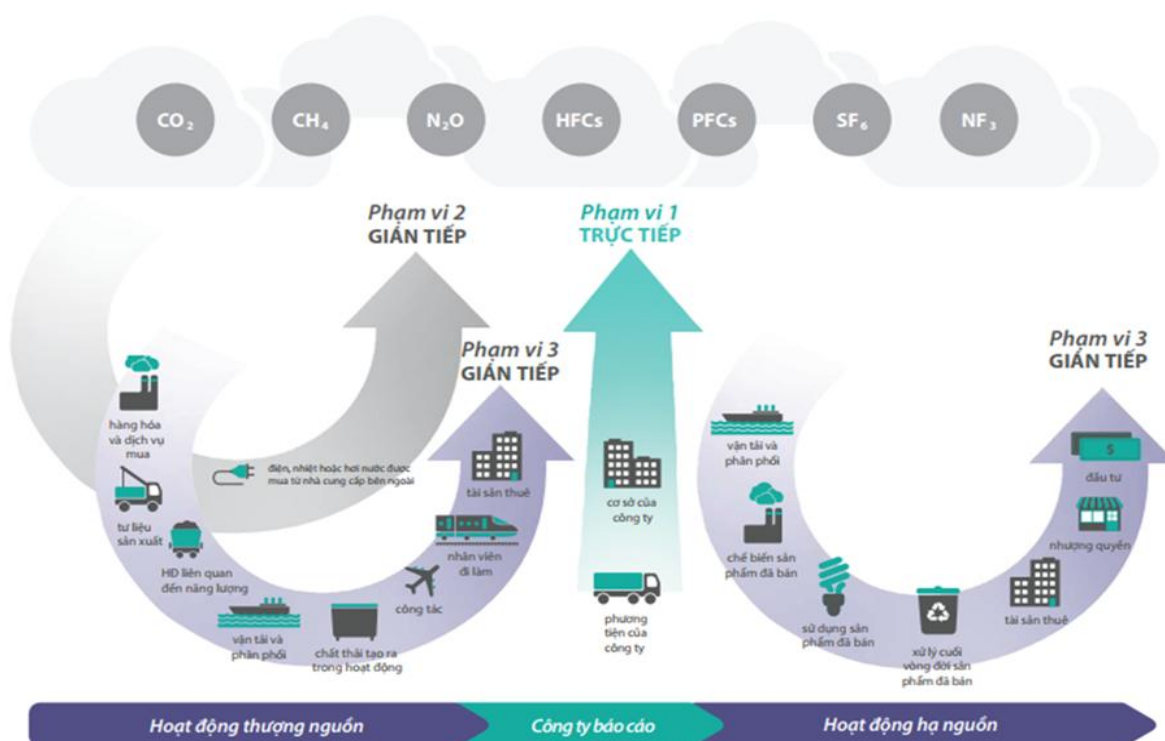 CO₂
CH₄
N₂O
HFCs
PFCs
SF₆
NF₃
Phạm vi 2
GIÁN TIẾP
Phạm vi 1
TRỰC TIẾP
Phạm vi 3
GIÁN TIẾP
Phạm vi 3
GIÁN TIẾP
hàng hóa
và dịch vụ
mua
tư liệu
sản xuất
HĐ liên quan
đến năng lượng
vận tải và
phân phối
chất thải tạo ra
trong hoạt động
công tác
nhân viên
đi làm
tài sản thuê
điện, nhiệt hoặc hơi nước được
mua từ nhà cung cấp bên ngoài
cơ sở của
công ty
phương
tiện của
công ty
vận tải và
phân phối
chế biến sản
phẩm đã bán
sử dụng sản
phẩm đã bán
xử lý cuối
vòng đời sản
phẩm đã bán
tài sản thuê
nhượng quyền
$
đầu tư
Hoạt động thượng nguồn
Công ty báo cáo
Hoạt động hạ nguồn